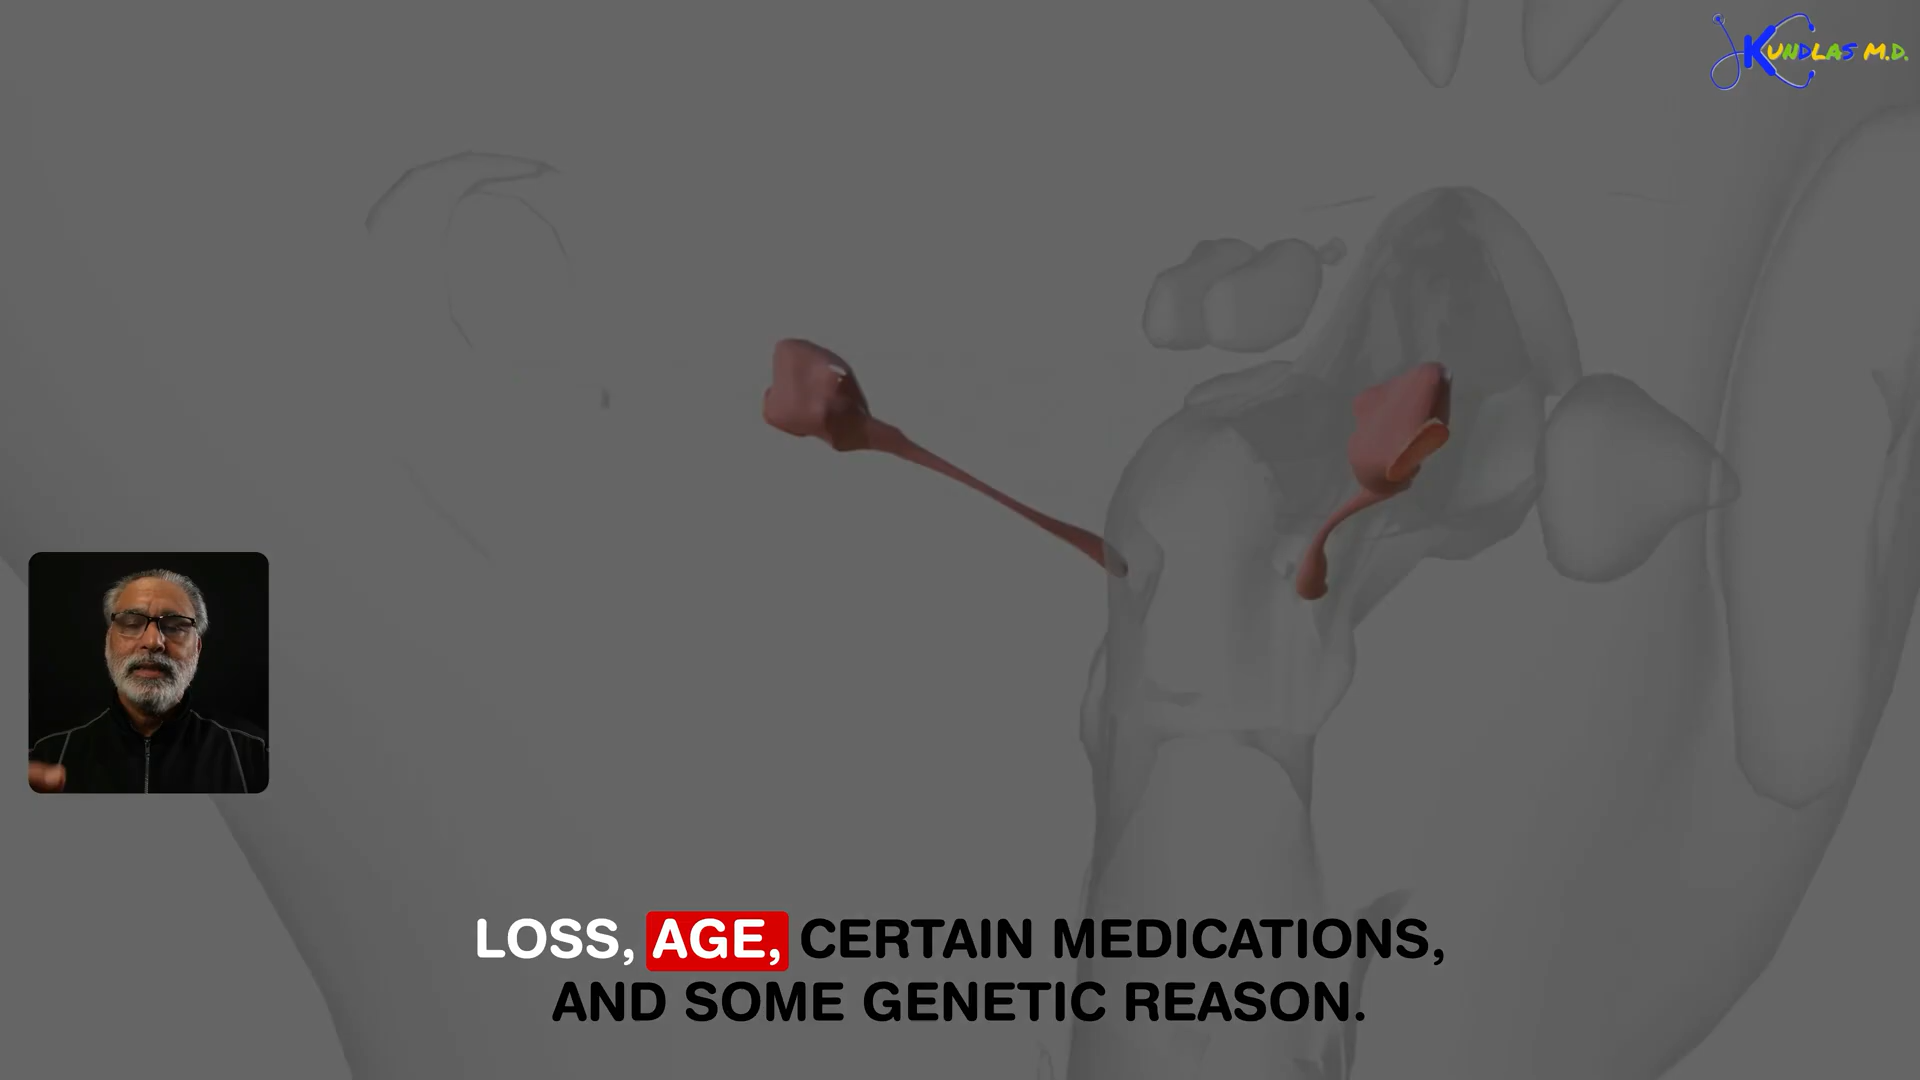 KUNDLAS M.D.
LOSS, AGE, CERTAIN MEDICATIONS,
AND SOME GENETIC REASON.